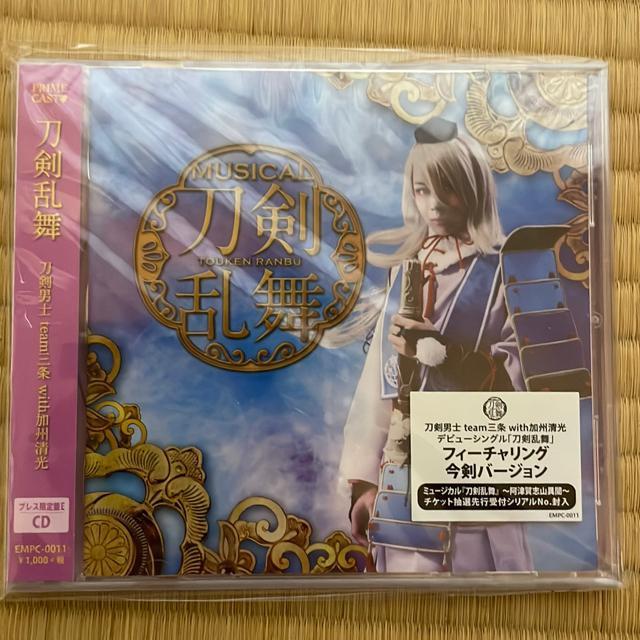 PRIME
CAST
刀剣乱舞
刀剣男士 team三条 with加州清光
プレス限定盤E
CD
EMPC-0011
¥1,000+税
MUSICAL
刀剣
TOUKEN RANBU
乱舞
刀剣乱舞
刀剣男士 team三条 with加州清光
デビューシングル「刀剣乱舞」
フィーチャリング
今剣バージョン
ミュージカル『刀剣乱舞』 〜阿津賀志山異聞〜
チケット抽選先行受付シリアルNo.封入
EMPC-0011